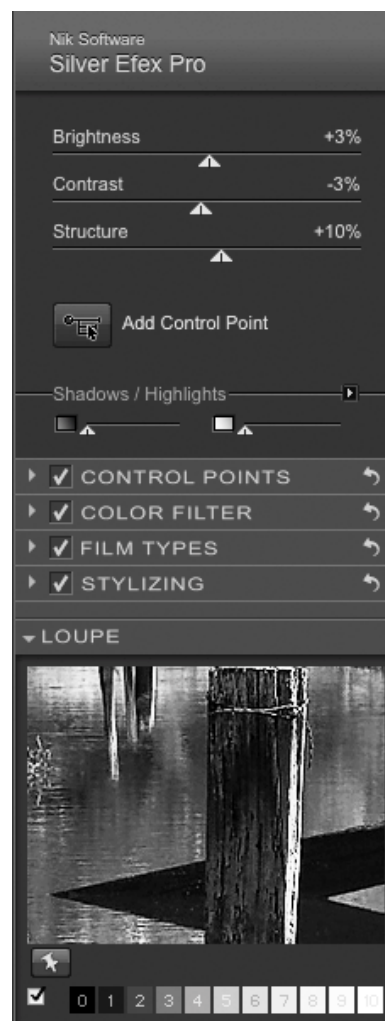 Nik Software
Silver Efex Pro
Brightness +3%
Contrast -3%
Structure +10%
Add Control Point
Shadows / Highlights
CONTROL POINTS
COLOR FILTER
FILM TYPES
STYLIZING
LOUPE
0 1 2 3 4 5 6 7 8 9 10